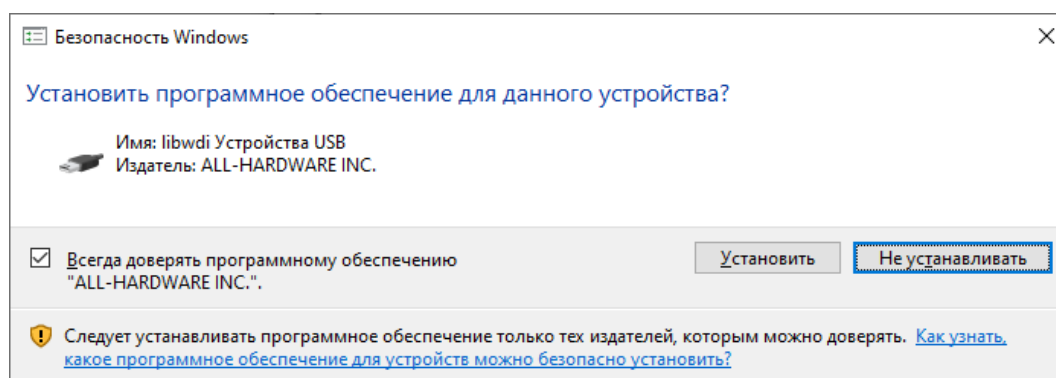 Безопасность Windows
Установить программное обеспечение для данного устройства?
Имя: libwdi Устройства USB
Издатель: ALL-HARDWARE INC.
Всегда доверять программному обеспечению
"ALL-HARDWARE INC.".
Установить
Не устанавливать
Следует устанавливать программное обеспечение только тех издателей, которым можно доверять. Как узнать,
какое программное обеспечение для устройств можно безопасно установить?